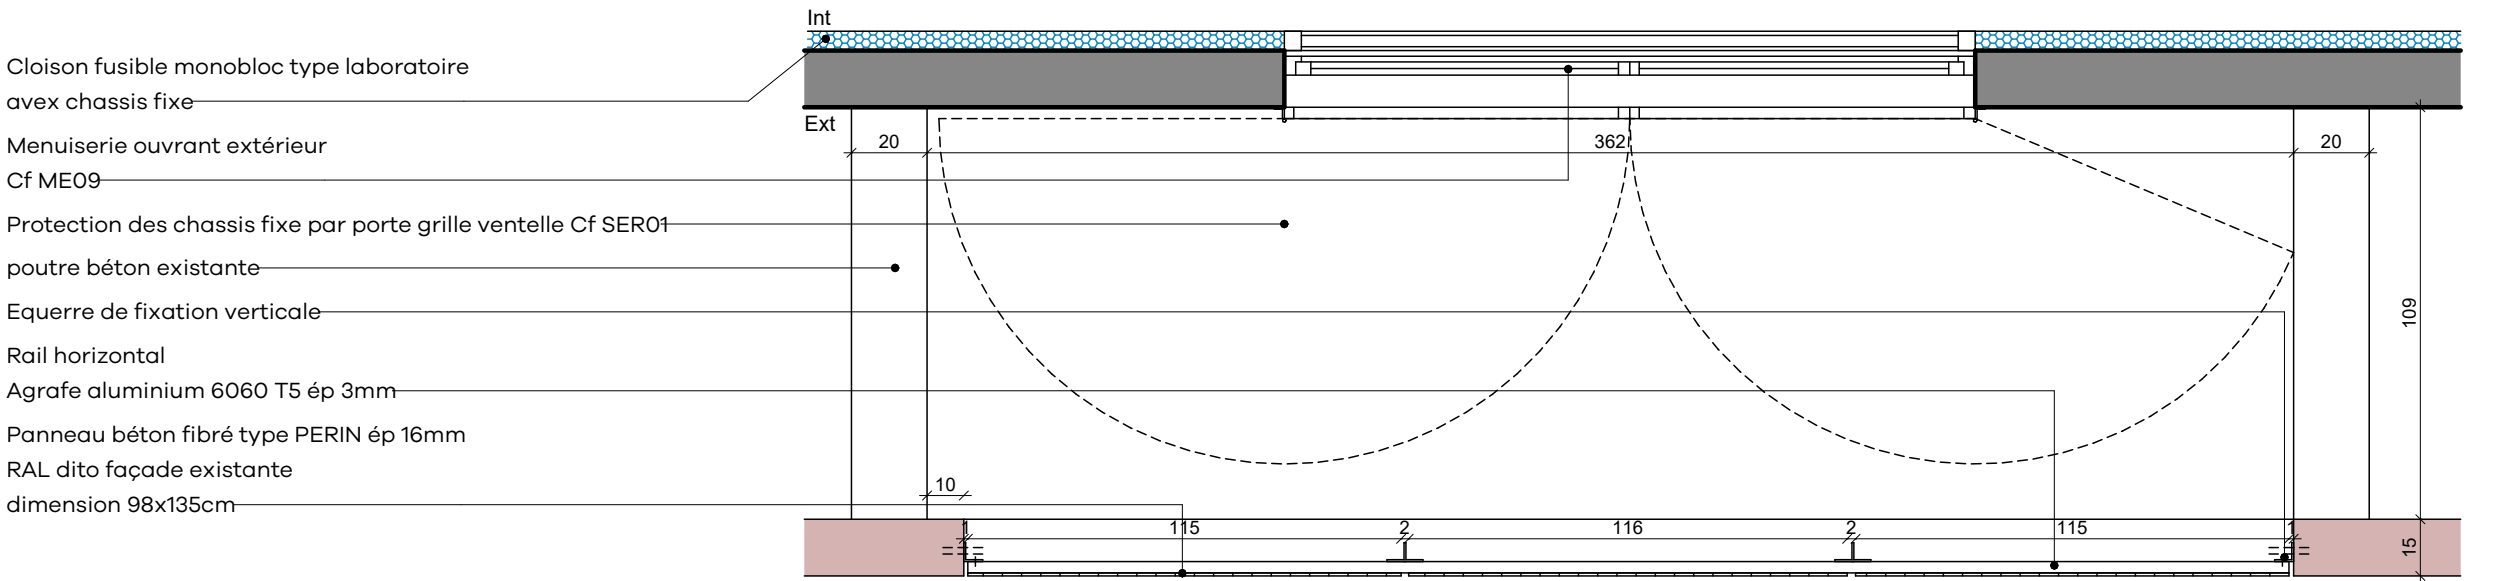 Int
Cloison fusible monobloc type laboratoire
avex chassis fixe
Ext
Menuiserie ouvrant extérieur
20 362 20
Cf ME09
Protection des chassis fixe par porte grille ventelle Cf SER01
poutre béton existante
Equerre de fixation verticale
109
Rail horizontal
Agrafe aluminium 6060 T5 ép 3mm
Panneau béton fibré type PERIN ép 16mm
RAL dito façade existante
10
dimension 98x135cm
1 115 2 116 2 115 1
15